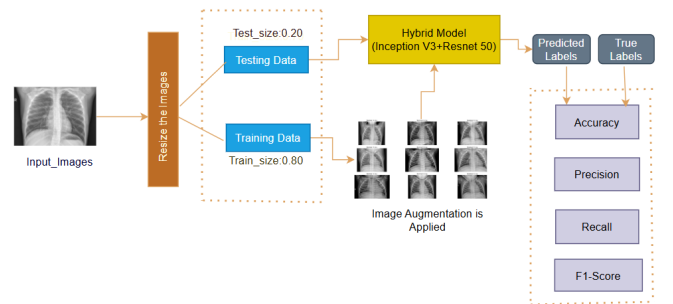 Input_Images
Resize the Images
Test_size:0.20
Testing Data
Training Data
Train_size:0.80
Image Augmentation is
Applied
Hybrid Model
(Inception V3+Resnet 50)
Predicted
Labels
True
Labels
Accuracy
Precision
Recall
F1-Score